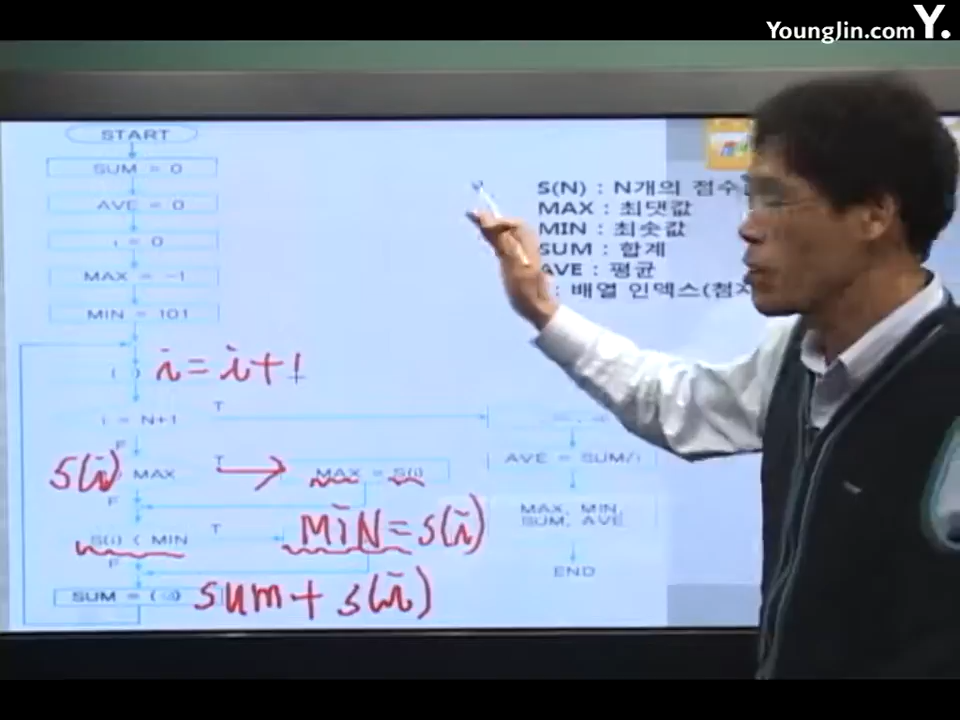 YoungJin.com Y.
START
SUM = 0
AVE = 0
i = 0
MAX = -1
MIN = 101
i = i+1
i = N+1 T
F
S(i) MAX T MAX = S(i)
F
S(i) < MIN T MIN = S(i)
F
SUM = sum + s(i)
AVE = SUM/i
MAX, MIN,
SUM, AVE
END
S(N) : N개의 점수
MAX : 최댓값
MIN : 최솟값
SUM : 합계
AVE : 평균
: 배열 인덱스(첨자